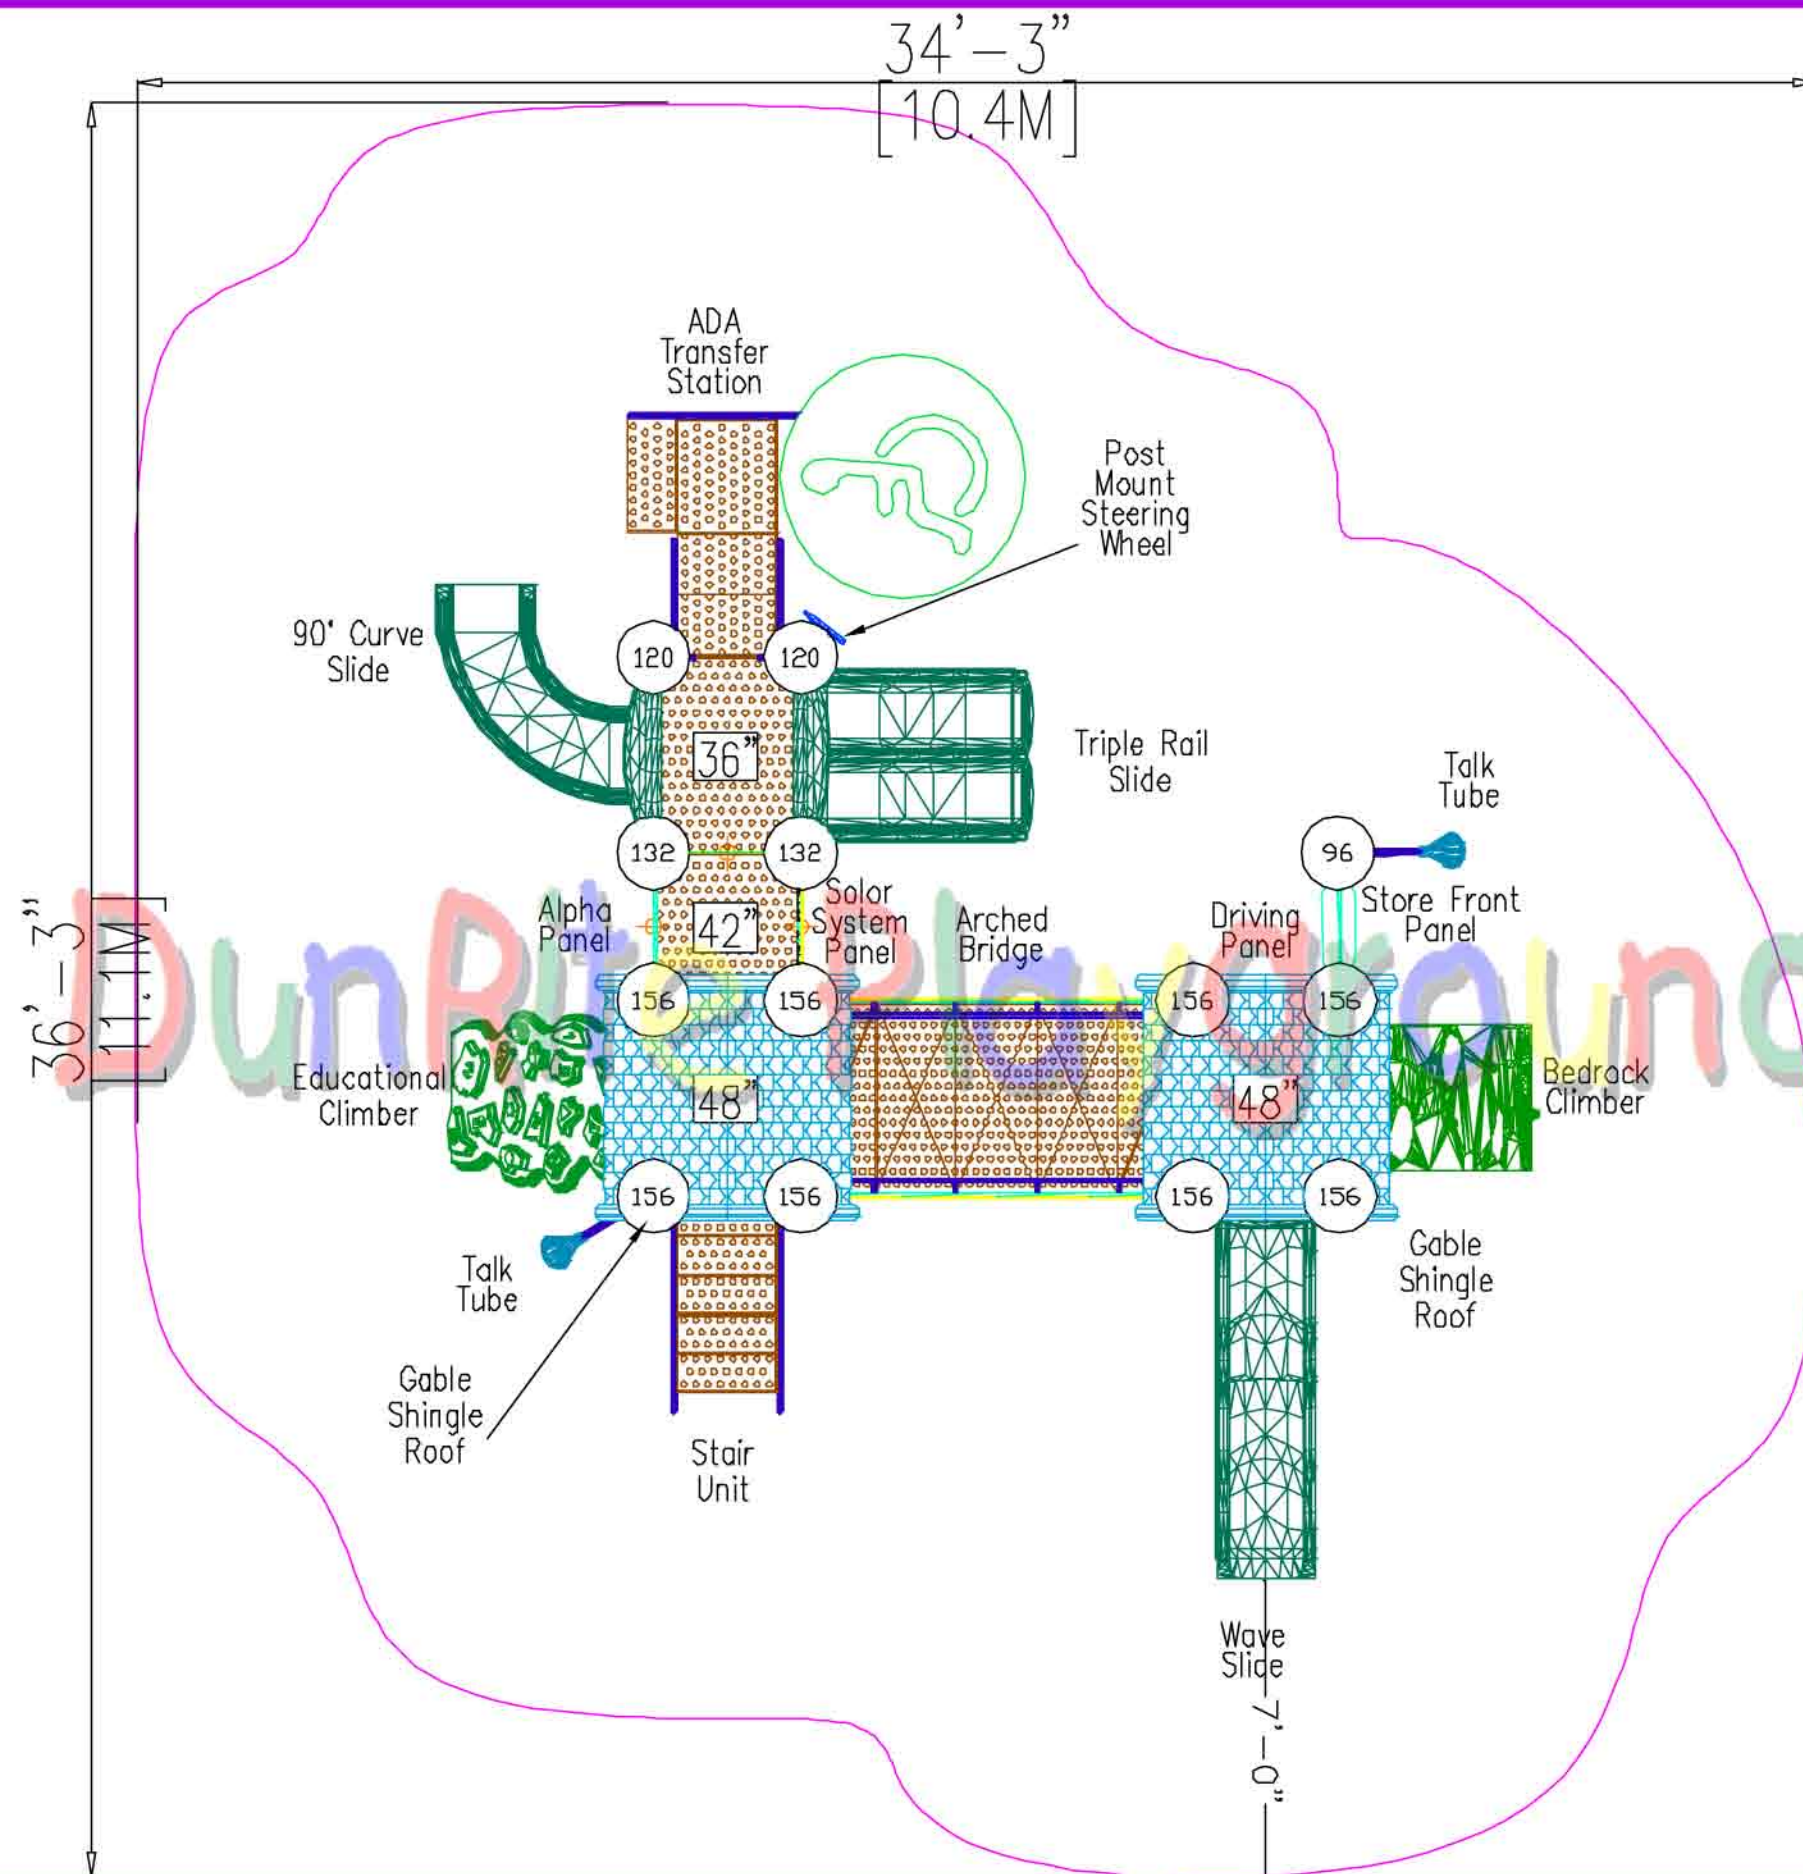 34'-3"
[10.4M]
ADA
Transfer
Station
Post
Mount
Steering
Wheel
90° Curve
Slide
120
120
36"
Triple Rail
Slide
Talk
Tube
132
132
96
Alpha
Panel
42"
Solor
System
Panel
Arched
Bridge
Driving
Panel
Store Front
Panel
36'-3"
[11.1M]
DunRite Playground
156
156
156
156
Educational
Climber
48"
48"
Bedrock
Climber
156
156
156
156
Talk
Tube
Gable
Shingle
Roof
Gable
Shingle
Roof
Stair
Unit
Wave
Slide
7'-0"